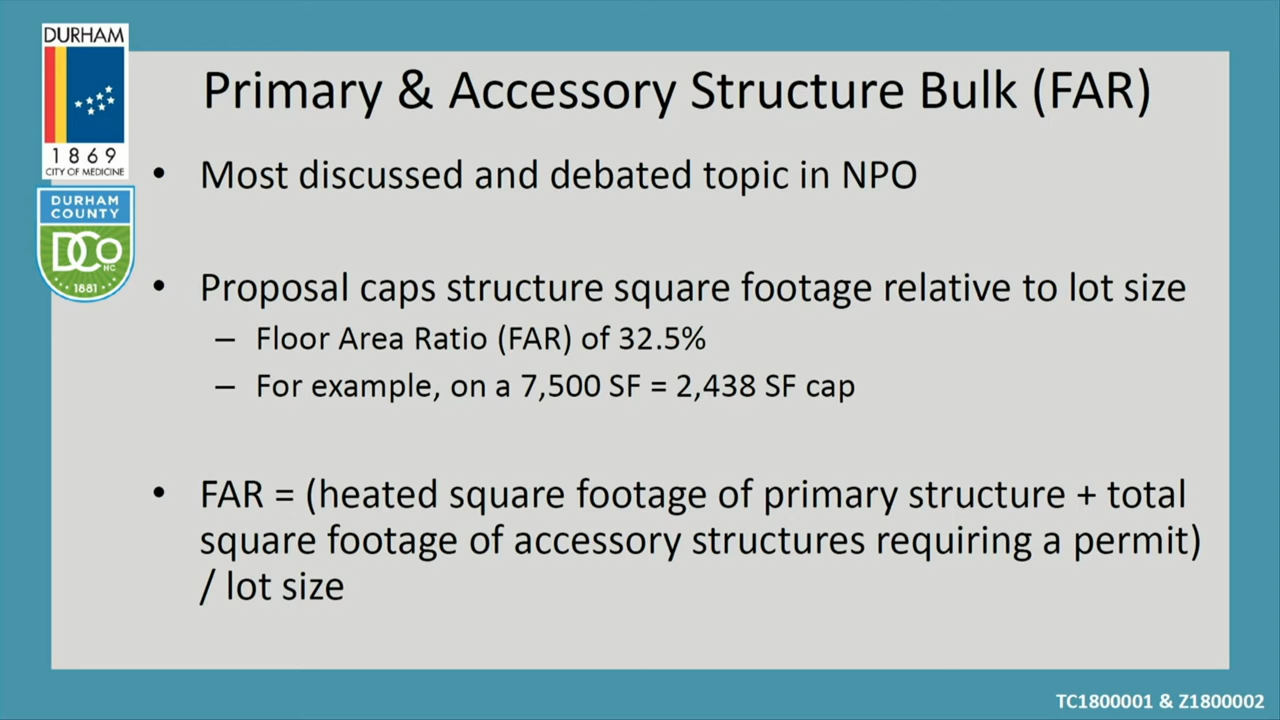 DURHAM
1869
CITY OF MEDICINE
DURHAM
COUNTY
DCo
NC
1881
Primary & Accessory Structure Bulk (FAR)
• Most discussed and debated topic in NPO
• Proposal caps structure square footage relative to lot size
– Floor Area Ratio (FAR) of 32.5%
– For example, on a 7,500 SF = 2,438 SF cap
• FAR = (heated square footage of primary structure + total
square footage of accessory structures requiring a permit)
/ lot size
TC1800001 & Z1800002